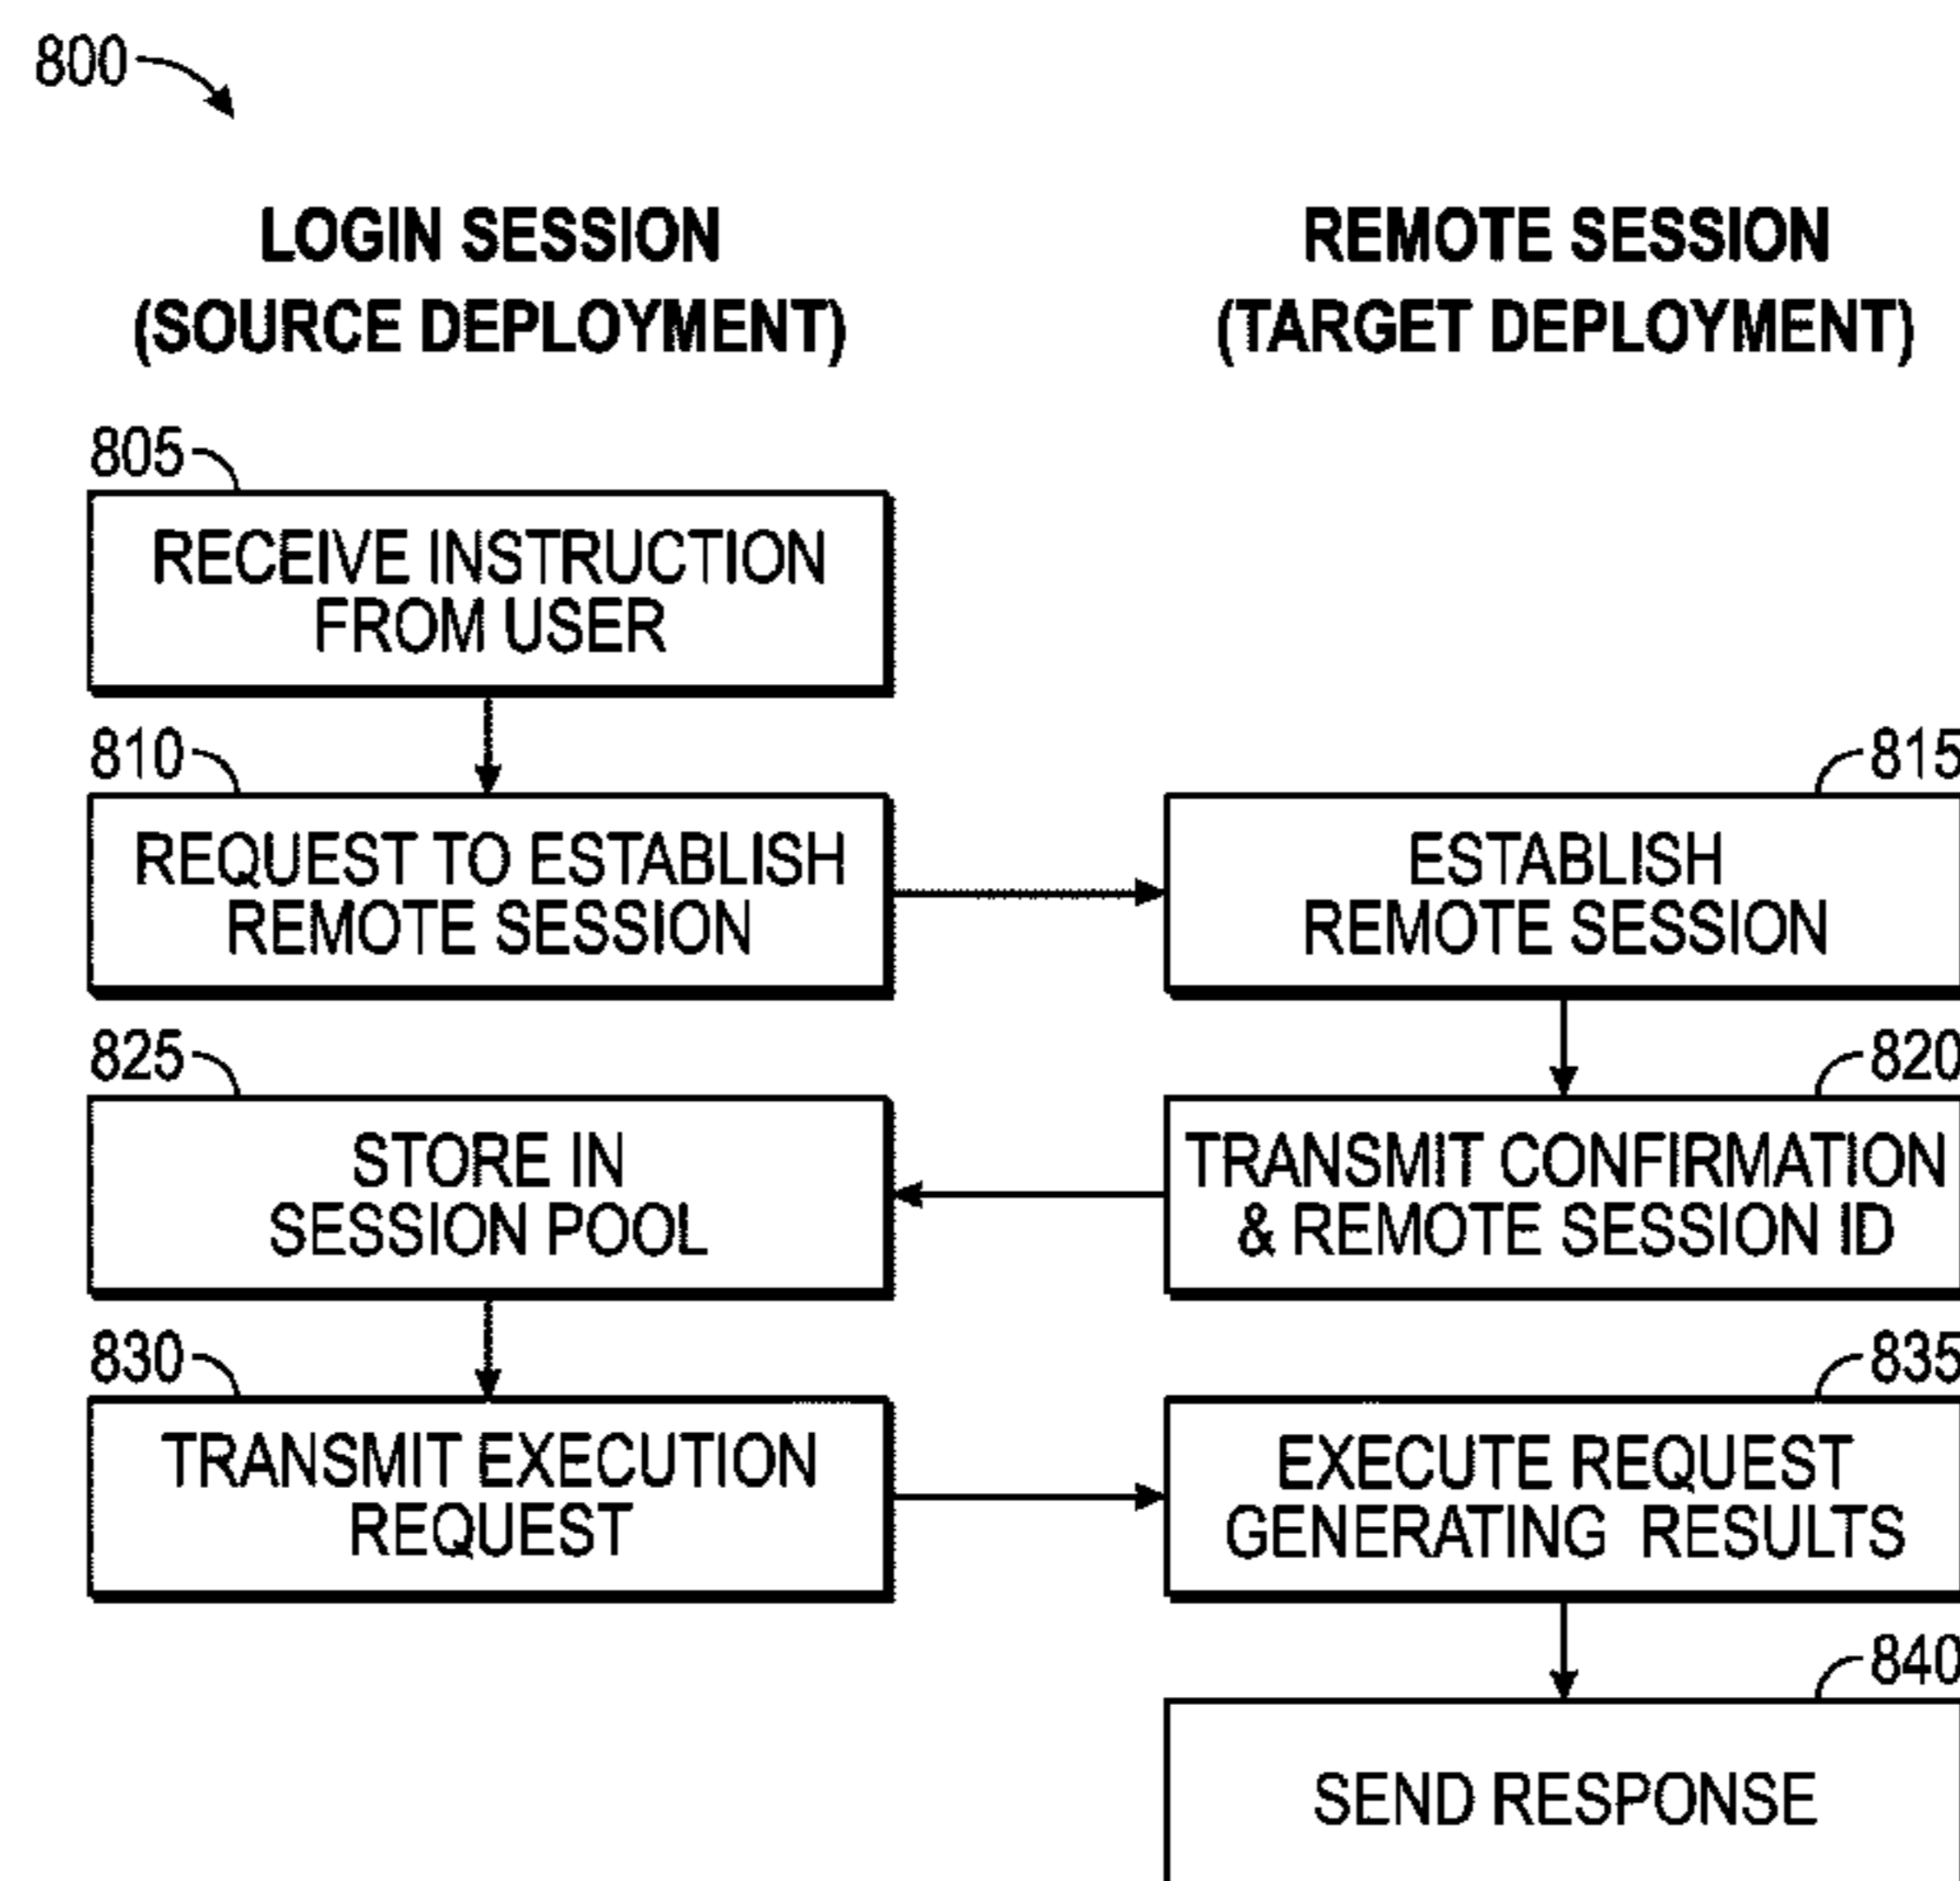 800
LOGIN SESSION
(SOURCE DEPLOYMENT)
REMOTE SESSION
(TARGET DEPLOYMENT)
805
RECEIVE INSTRUCTION
FROM USER
810
REQUEST TO ESTABLISH
REMOTE SESSION
815
ESTABLISH
REMOTE SESSION
820
TRANSMIT CONFIRMATION
& REMOTE SESSION ID
825
STORE IN
SESSION POOL
830
TRANSMIT EXECUTION
REQUEST
835
EXECUTE REQUEST
GENERATING RESULTS
840
SEND RESPONSE